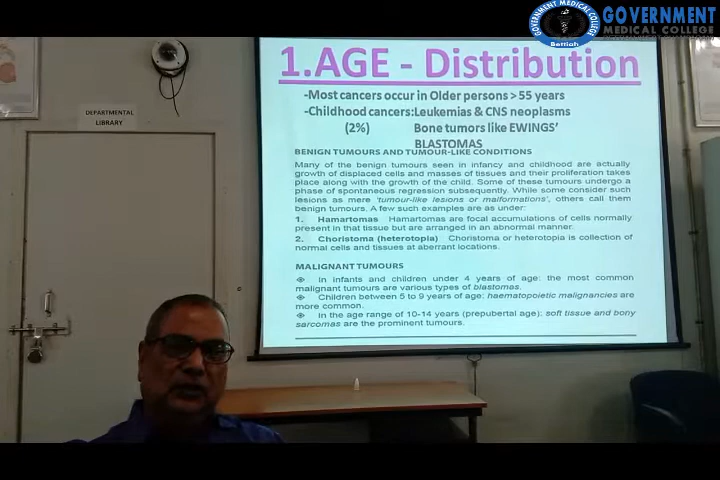 GOVERNMENT MEDICAL COLLEGE
Bettiah
GOVERNMENT
MEDICAL COLLEGE
DEPARTMENTAL
LIBRARY
1.AGE - Distribution
-Most cancers occur in Older persons > 55 years
-Childhood cancers:Leukemias & CNS neoplasms
(2%) Bone tumors like EWINGS’
BLASTOMAS
BENIGN TUMOURS AND TUMOUR-LIKE CONDITIONS
Many of the benign tumours seen in infancy and childhood are actually
growth of displaced cells and masses of tissues and their proliferation takes
place along with the growth of the child. Some of these tumours undergo a
phase of spontaneous regression subsequently. While some consider such
lesions as mere 'tumour-like lesions or malformations', others call them
benign tumours. A few such examples are as under:
1. Hamartomas Hamartomas are focal accumulations of cells normally
present in that tissue but are arranged in an abnormal manner.
2. Choristoma (heterotopia) Choristoma or heterotopia is collection of
normal cells and tissues at aberrant locations.
MALIGNANT TUMOURS
In infants and children under 4 years of age: the most common
malignant tumours are various types of blastomas.
Children between 5 to 9 years of age: haematopoietic malignancies are
more common.
In the age range of 10-14 years (prepubertal age): soft tissue and bony
sarcomas are the prominent tumours.